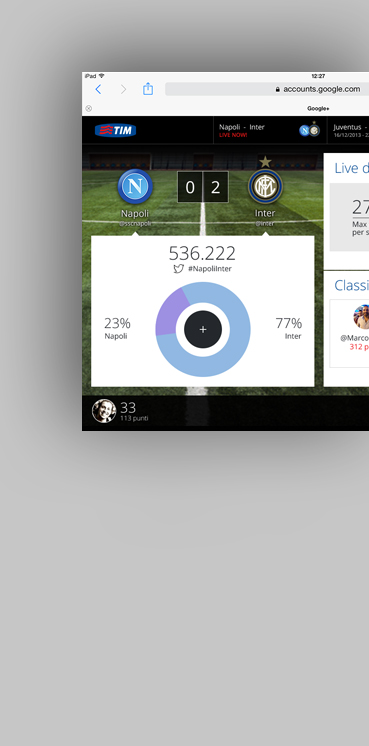 iPad 12:27
accounts.google.com
Google+
TIM
Napoli - Inter
LIVE NOW!
Juventus -
16/12/2013 - 2
N
0 2
Napoli
@sscnapoli
Inter
@inter
Live d
27
Max
per s
536.222
#NapoliInter
23%
Napoli
+
77%
Inter
Classi
@Marco
312 p
33
113 punti